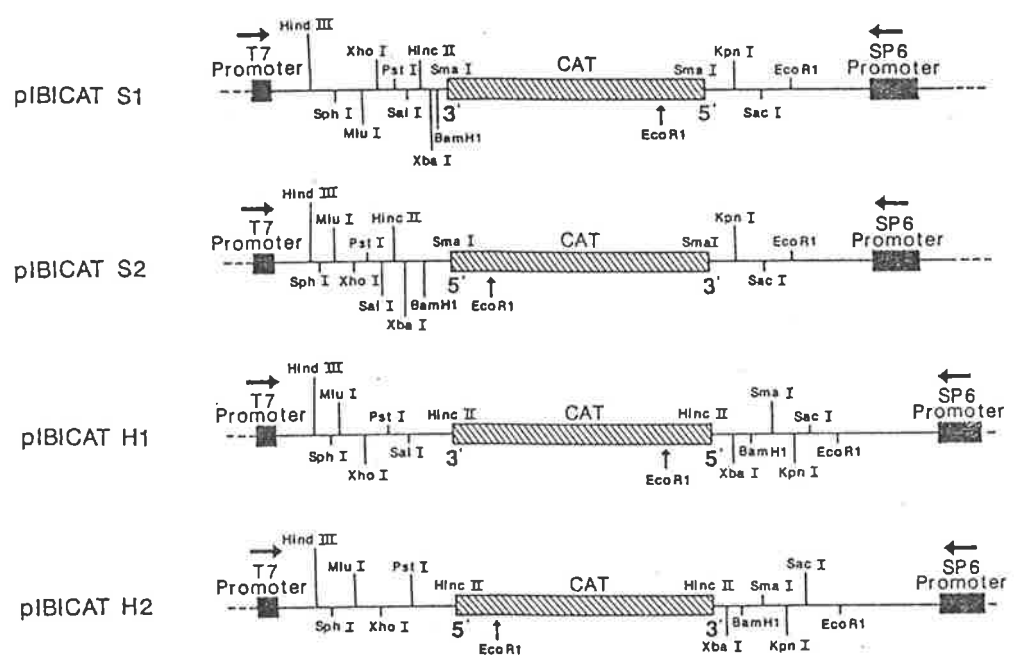 pIBICAT S1
T7 Promoter
Hind III
Sph I
Mlu I
Xho I
Pst I
Sal I
Hinc II
Xba I
BamH1
Sma I
3'
CAT
EcoR1
Sma I
5'
Kpn I
Sac I
EcoR1
SP6 Promoter
pIBICAT S2
T7 Promoter
Hind III
Sph I
Mlu I
Xho I
Pst I
Sal I
Hinc II
Xba I
BamH1
Sma I
5'
EcoR1
CAT
SmaI
3'
Kpn I
Sac I
EcoR1
SP6 Promoter
pIBICAT H1
T7 Promoter
Hind III
Sph I
Mlu I
Xho I
Pst I
Sal I
Hinc II
3'
CAT
EcoR1
Hinc II
5'
Xba I
BamH1
Sma I
Kpn I
Sac I
EcoR1
SP6 Promoter
pIBICAT H2
T7 Promoter
Hind III
Sph I
Mlu I
Xho I
Pst I
Hinc II
5'
EcoR1
CAT
Hinc II
3'
Xba I
BamH1
Sma I
Kpn I
Sac I
EcoR1
SP6 Promoter